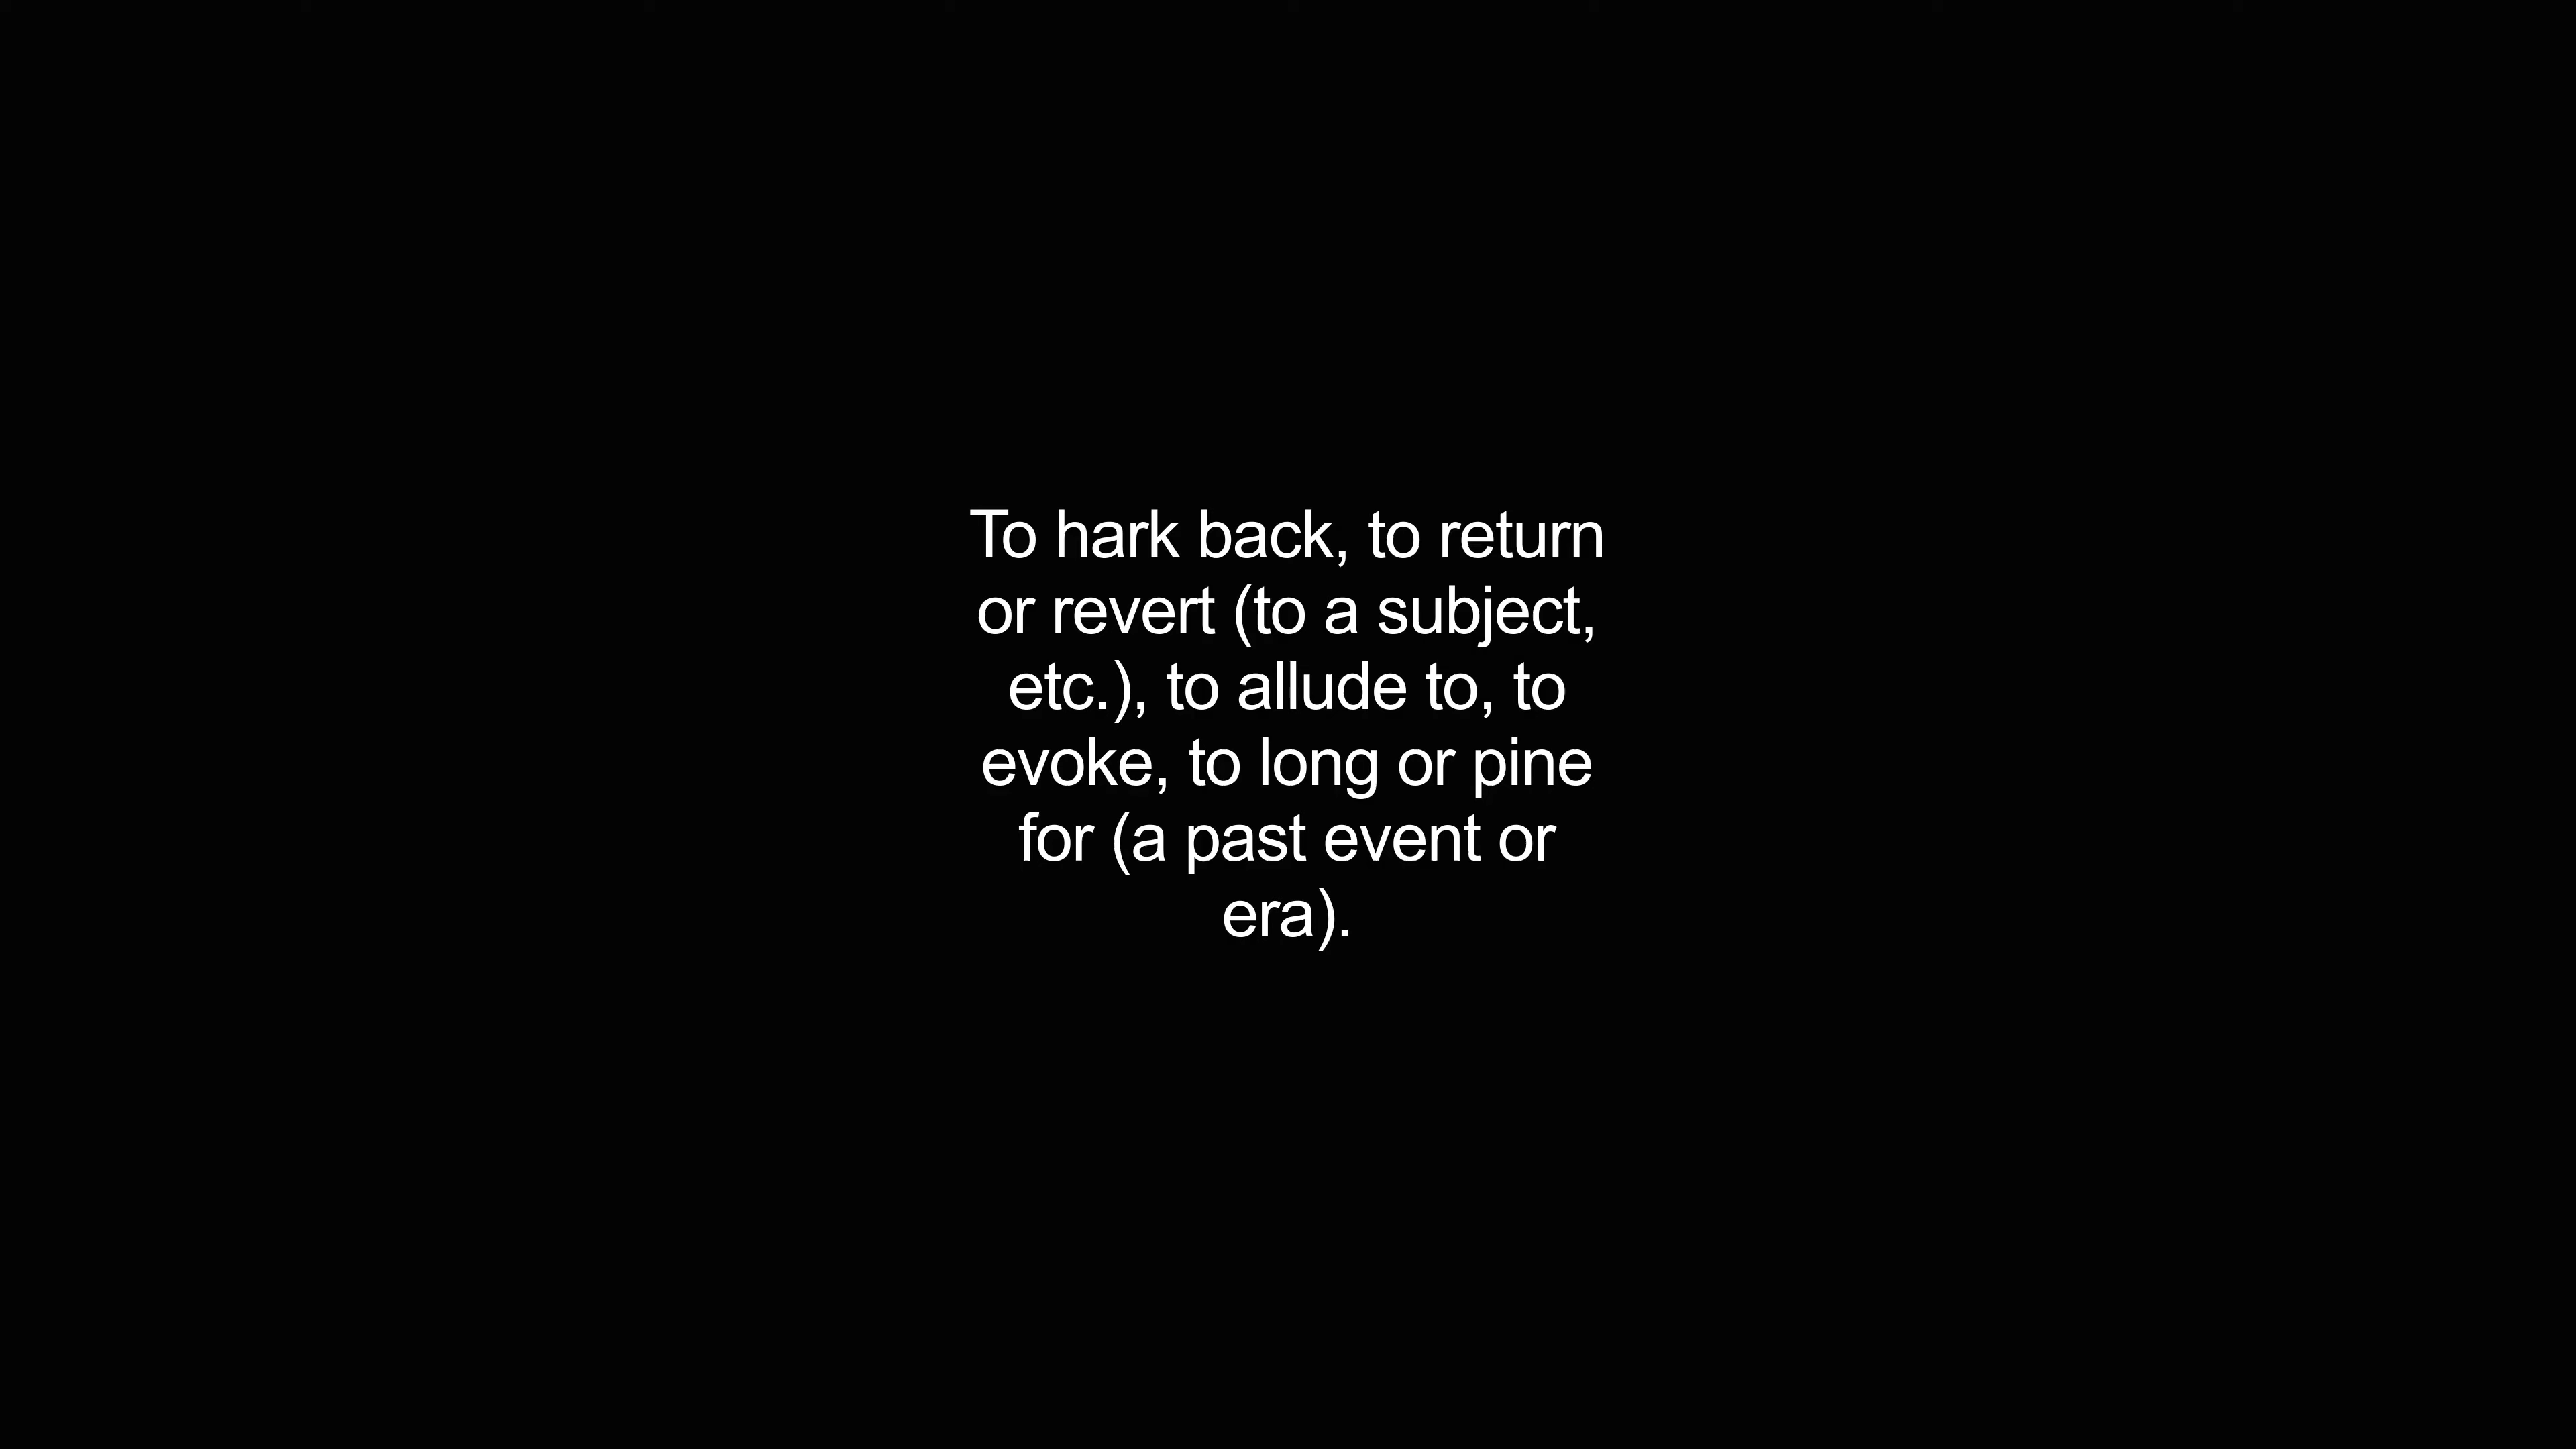 To hark back, to return
or revert (to a subject,
etc.), to allude to, to
evoke, to long or pine
for (a past event or
era).